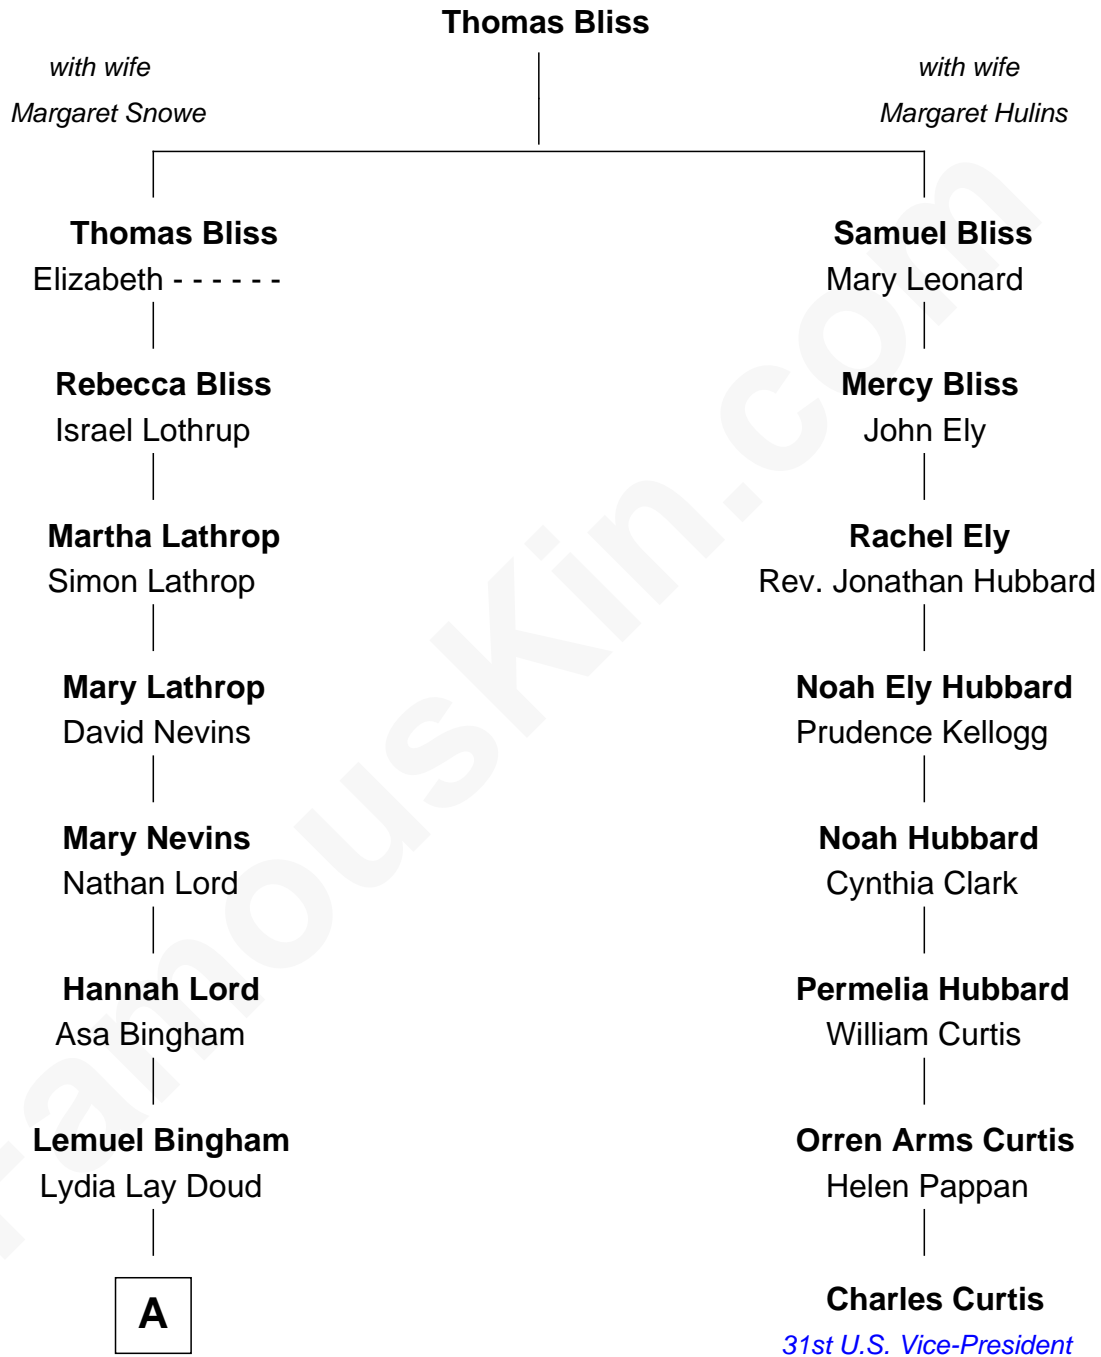 Thomas Bliss
with wife
Margaret Snowe
with wife
Margaret Hulins
Thomas Bliss
Elizabeth - - - - - -
Samuel Bliss
Mary Leonard
Rebecca Bliss
Israel Lothrup
Mercy Bliss
John Ely
Martha Lathrop
Simon Lathrop
Rachel Ely
Rev. Jonathan Hubbard
Mary Lathrop
David Nevins
Noah Ely Hubbard
Prudence Kellogg
Mary Nevins
Nathan Lord
Noah Hubbard
Cynthia Clark
Hannah Lord
Asa Bingham
Permelia Hubbard
William Curtis
Lemuel Bingham
Lydia Lay Doud
Orren Arms Curtis
Helen Pappan
A
Charles Curtis
31st U.S. Vice-President
FamousKin.com